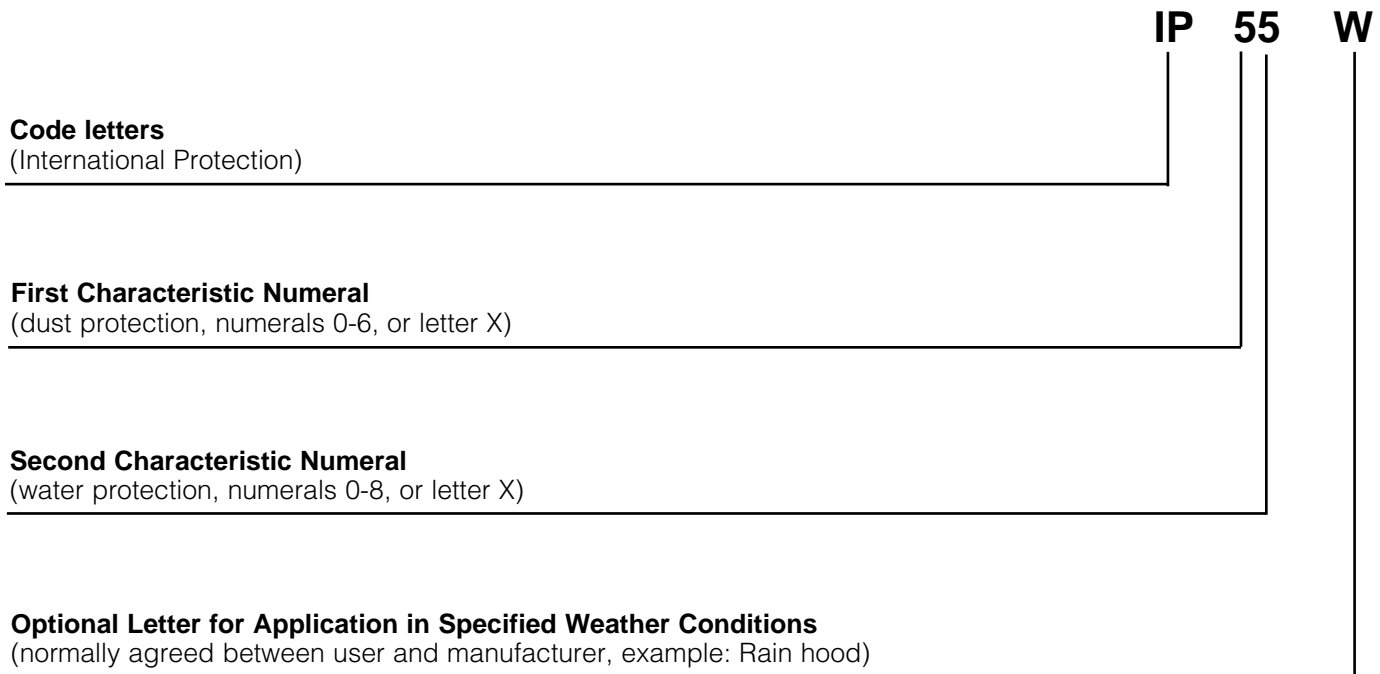 IP 55 W
Code letters
(International Protection)
First Characteristic Numeral
(dust protection, numerals 0-6, or letter X)
Second Characteristic Numeral
(water protection, numerals 0-8, or letter X)
Optional Letter for Application in Specified Weather Conditions
(normally agreed between user and manufacturer, example: Rain hood)